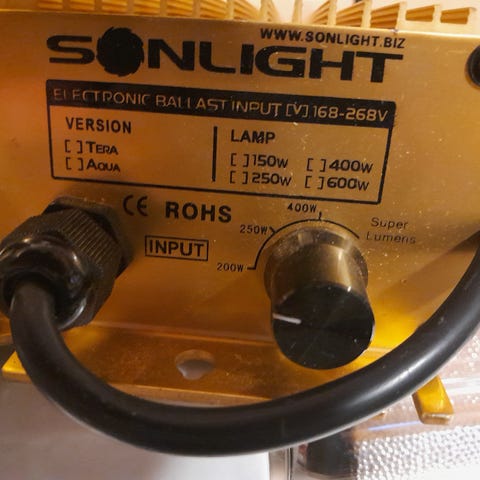 WWW.SONLIGHT.BIZ
SONLIGHT
ELECTRONIC BALLAST INPUT [V] 168-268V
VERSION
[ ] TERA
[ ] AQUA
LAMP
[ ] 150W [ ] 400W
[ ] 250W [ ] 600W
CE ROHS
INPUT
200W
250W
400W
Super
Lumens